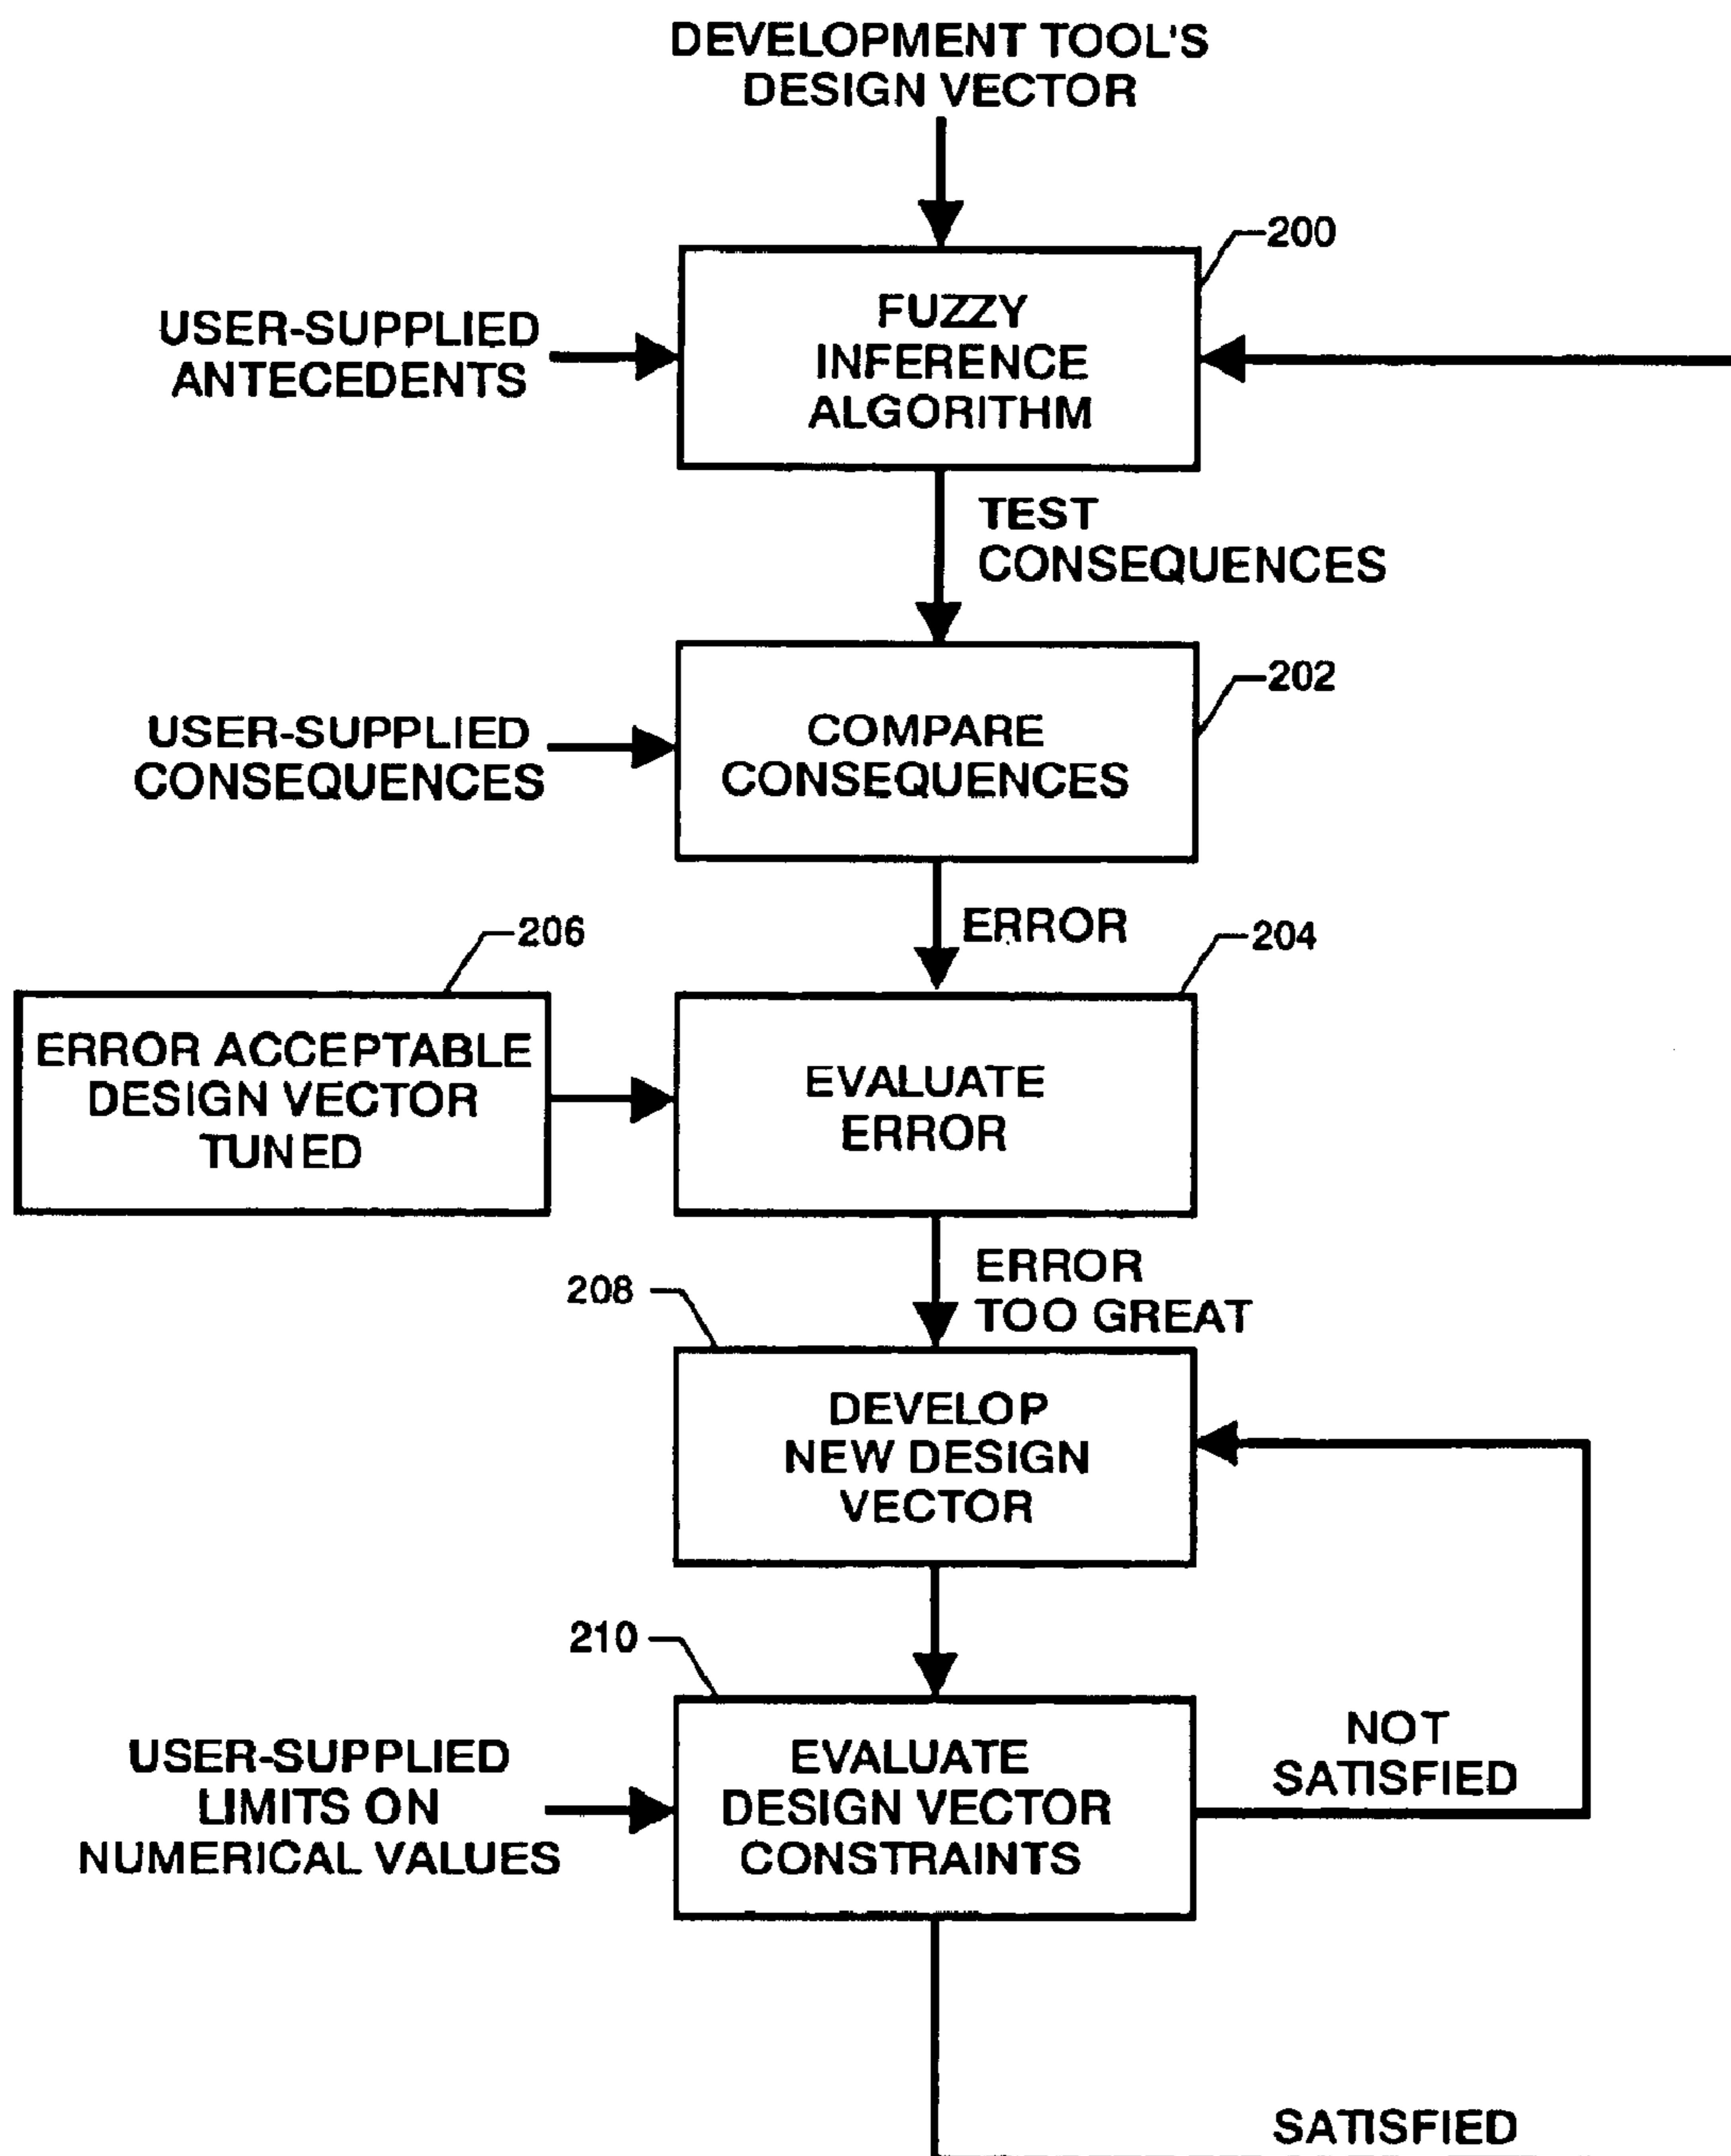 DEVELOPMENT TOOL'S
DESIGN VECTOR
200
FUZZY
INFERENCE
ALGORITHM
USER-SUPPLIED
ANTECEDENTS
TEST
CONSEQUENCES
202
COMPARE
CONSEQUENCES
USER-SUPPLIED
CONSEQUENCES
ERROR
206
204
ERROR ACCEPTABLE
DESIGN VECTOR
TUNED
EVALUATE
ERROR
ERROR
TOO GREAT
208
DEVELOP
NEW DESIGN
VECTOR
210
USER-SUPPLIED
LIMITS ON
NUMERICAL VALUES
EVALUATE
DESIGN VECTOR
CONSTRAINTS
NOT
SATISFIED
SATISFIED